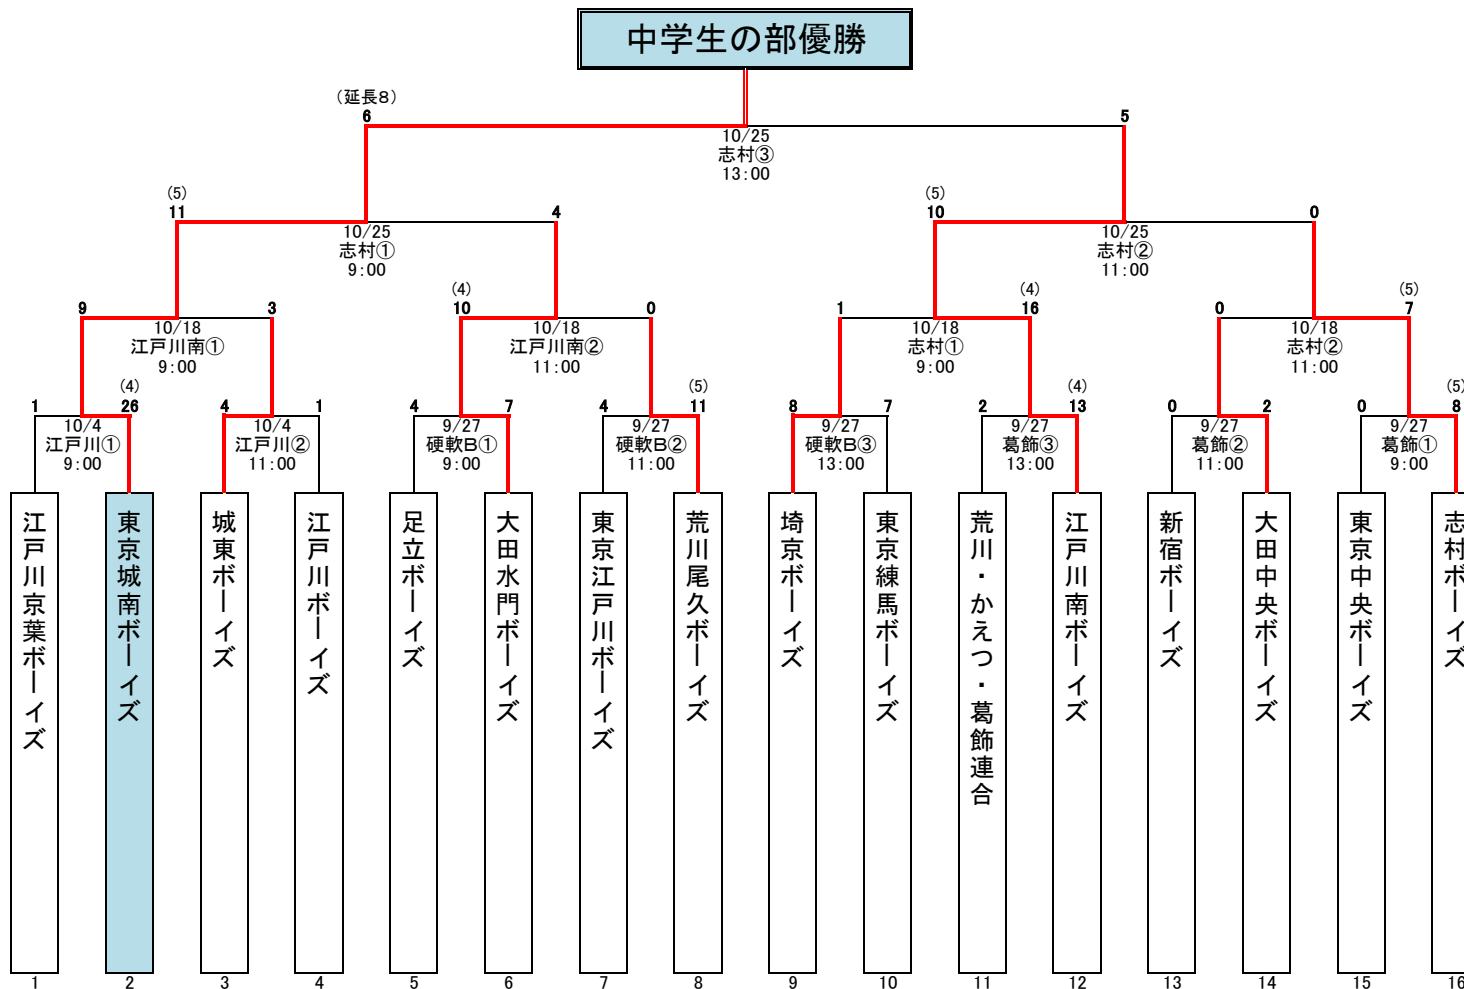 中学生の部優勝
(延長8)
6
5
10/25
志村③
13:00
(5)
11
4
(5)
10
0
10/25
志村①
9:00
10/25
志村②
11:00
9
3
(4)
10
0
1
(4)
16
0
(5)
7
10/18
江戸川南①
9:00
10/18
江戸川南②
11:00
10/18
志村①
9:00
10/18
志村②
11:00
1
(4)
26
4
1
4
7
4
(5)
11
8
7
2
(4)
13
0
2
0
(5)
8
10/4
江戸川①
9:00
10/4
江戸川②
11:00
9/27
硬軟B①
9:00
9/27
硬軟B②
11:00
9/27
硬軟B③
13:00
9/27
葛飾③
13:00
9/27
葛飾②
11:00
9/27
葛飾①
9:00
江戸川京葉ボーイズ
東京城南ボーイズ
城東ボーイズ
江戸川ボーイズ
足立ボーイズ
大田水門ボーイズ
東京江戸川ボーイズ
荒川尾久ボーイズ
埼京ボーイズ
東京練馬ボーイズ
荒川・かえつ・葛飾連合
江戸川南ボーイズ
新宿ボーイズ
大田中央ボーイズ
東京中央ボーイズ
志村ボーイズ
1
2
3
4
5
6
7
8
9
10
11
12
13
14
15
16